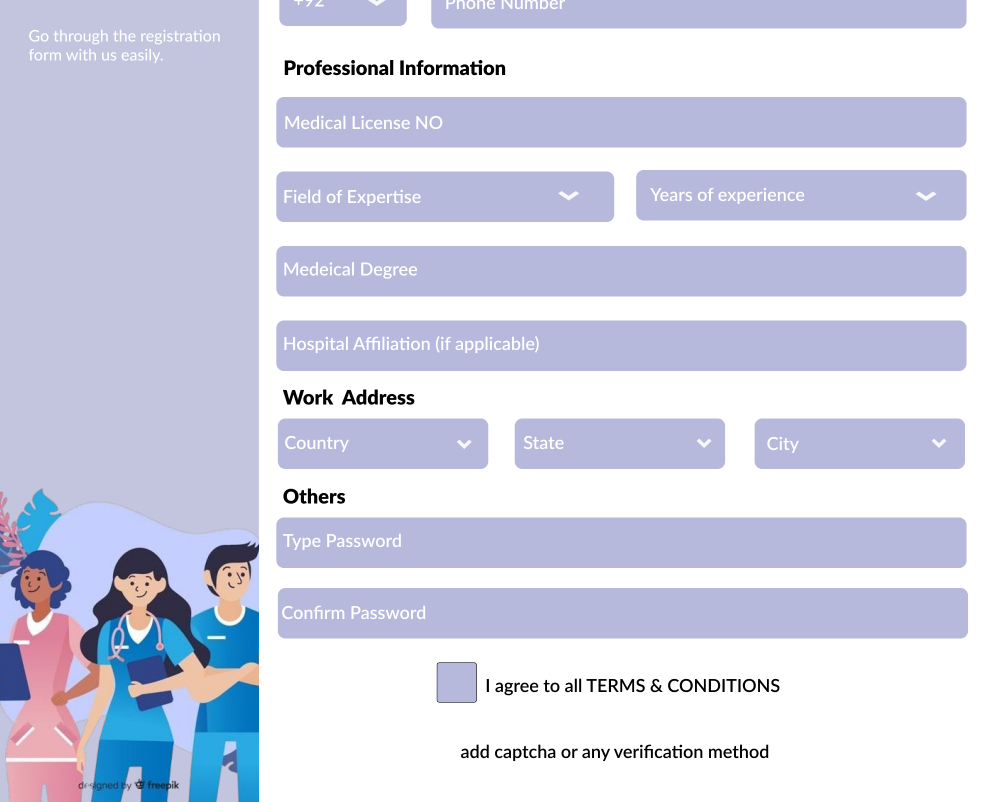 +92
Phone Number
Go through the registration
form with us easily.
Professional Information
Medical License NO
Field of Expertise
Years of experience
Medeical Degree
Hospital Affiliation (if applicable)
Work Address
Country
State
City
Others
Type Password
Confirm Password
I agree to all TERMS & CONDITIONS
add captcha or any verification method
designed by freepik